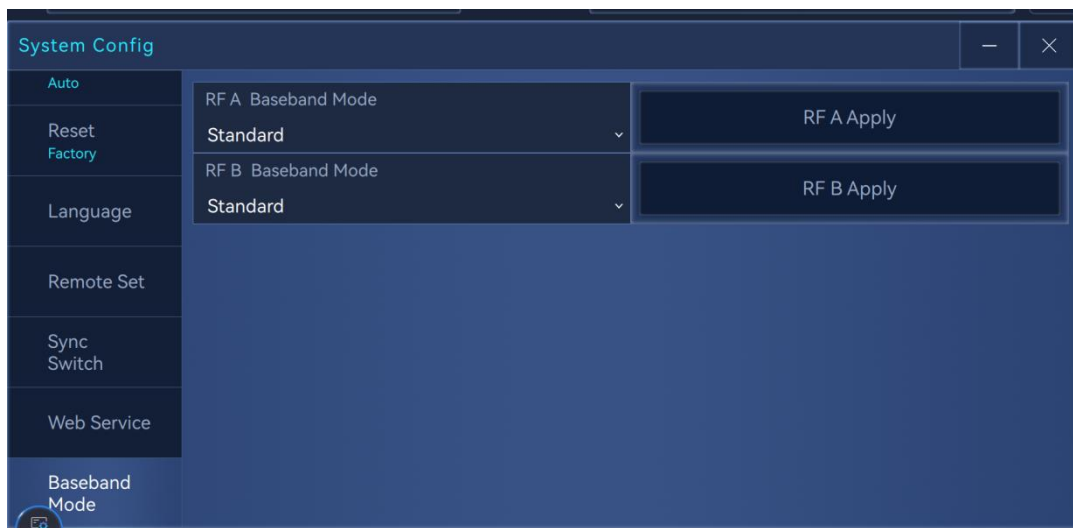 System Config
Auto
Reset
Factory
Language
Remote Set
Sync
Switch
Web Service
Baseband
Mode
RF A Baseband Mode
Standard
RF A Apply
RF B Baseband Mode
Standard
RF B Apply